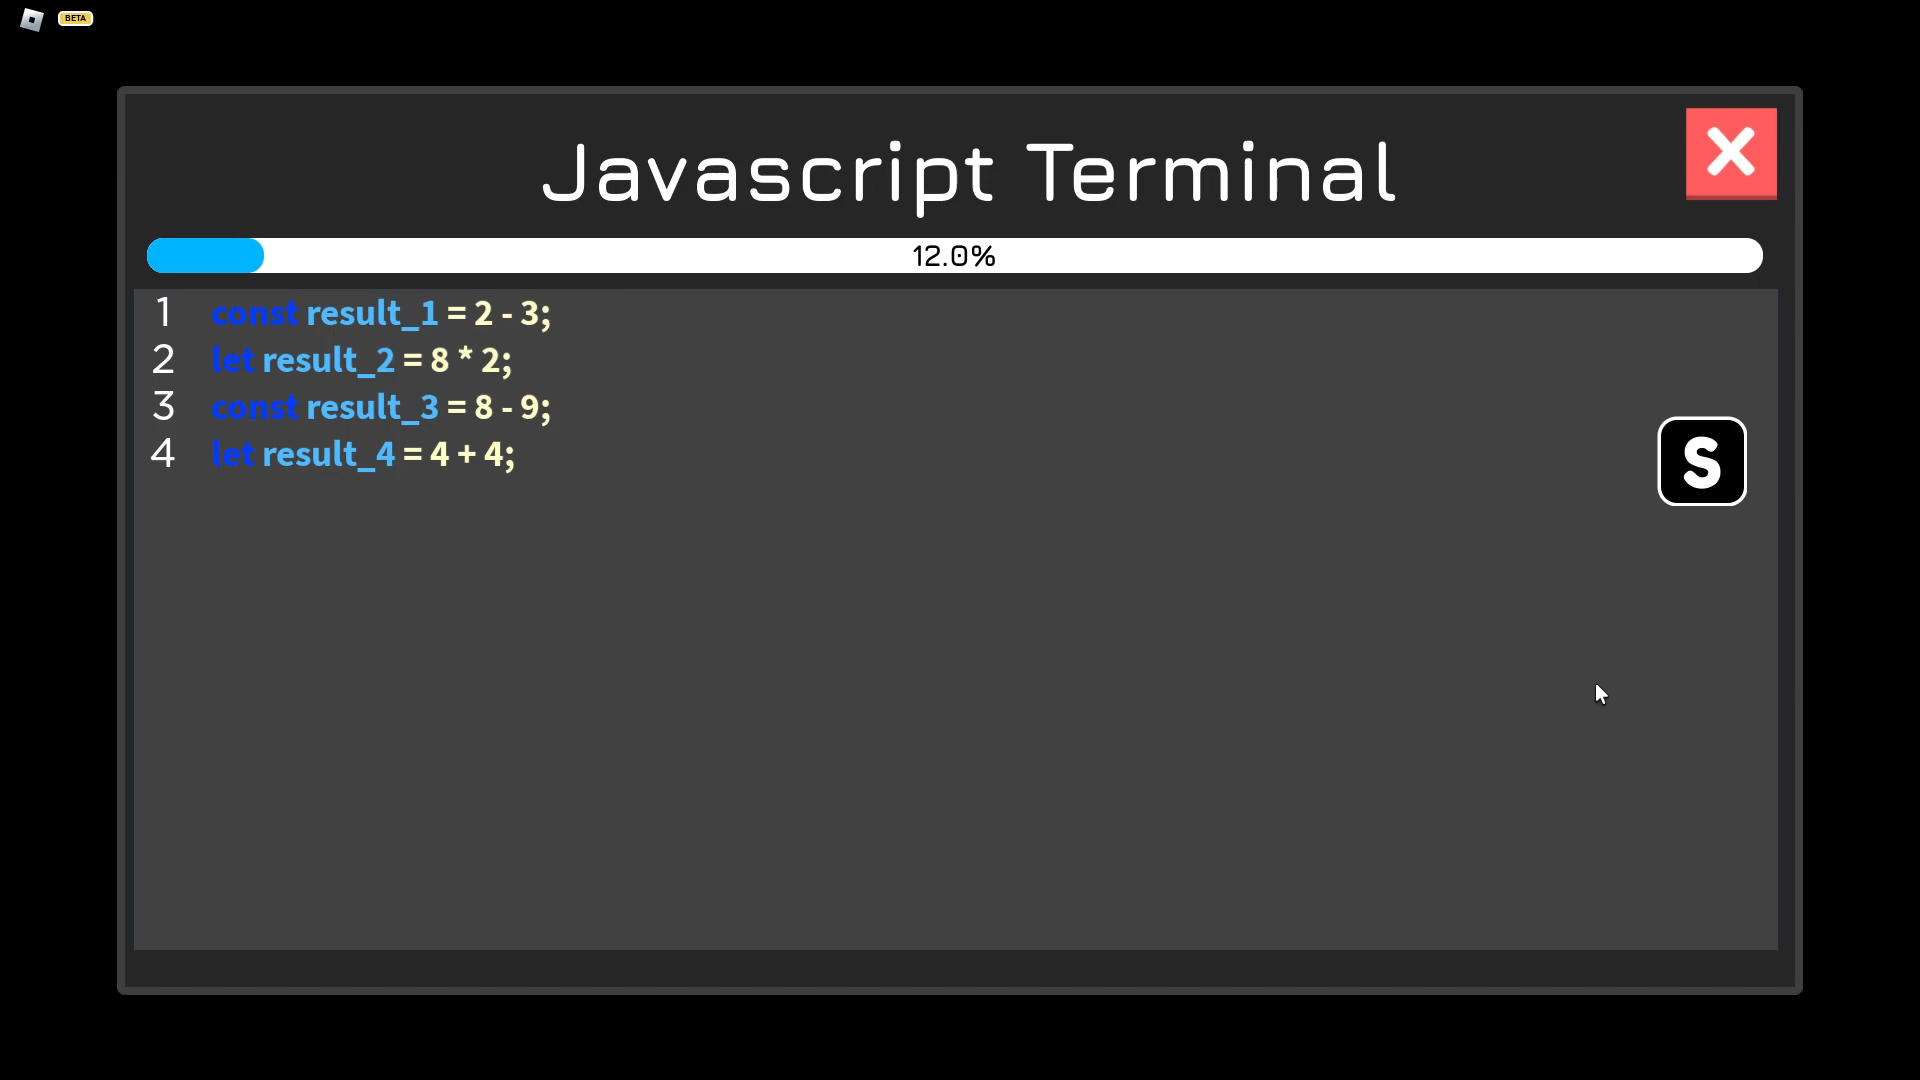 BETA
Javascript Terminal
12.0%
1 const result_1 = 2 - 3;
2 let result_2 = 8 * 2;
3 const result_3 = 8 - 9;
4 let result_4 = 4 + 4;
S